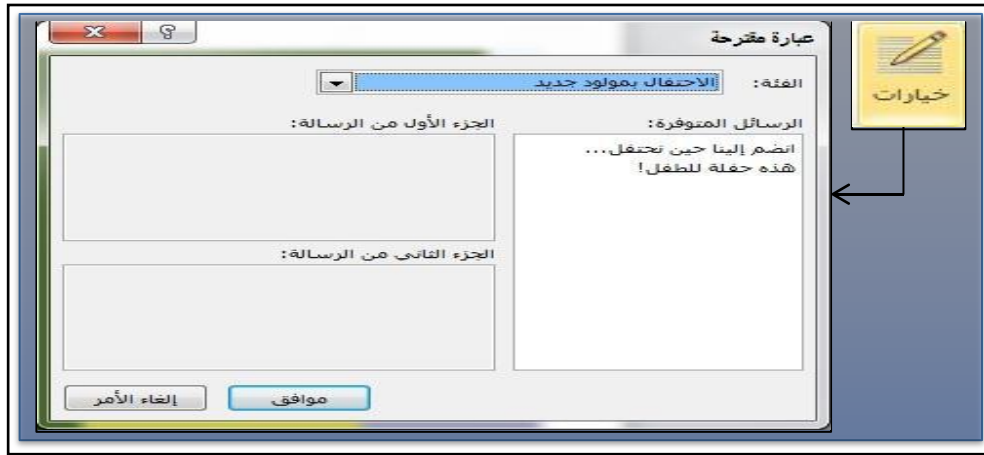 عبارة مقترحة
خيارات
الفئة: الاحتفال بمولود جديد
الرسائل المتوفرة:
انضم إلينا حين نحتفل...
هذه حفلة للطفل!
الجزء الأول من الرسالة:
الجزء الثاني من الرسالة:
موافق
إلغاء الأمر